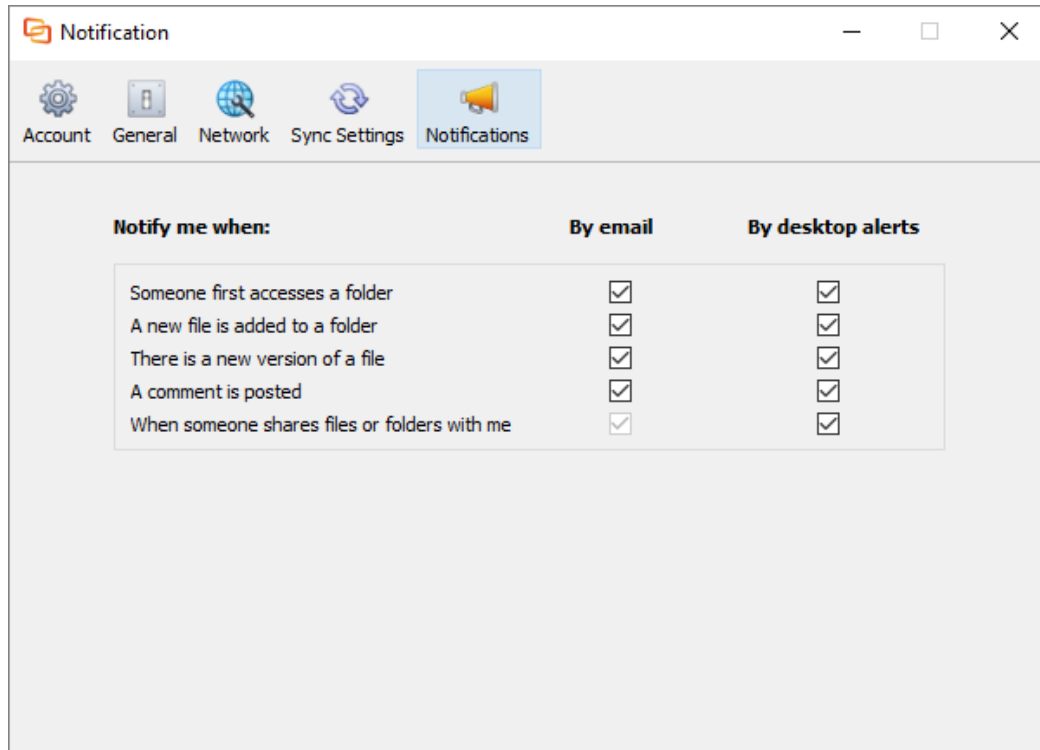 Notification
Account General Network Sync Settings Notifications
Notify me when: By email By desktop alerts
Someone first accesses a folder
A new file is added to a folder
There is a new version of a file
A comment is posted
When someone shares files or folders with me